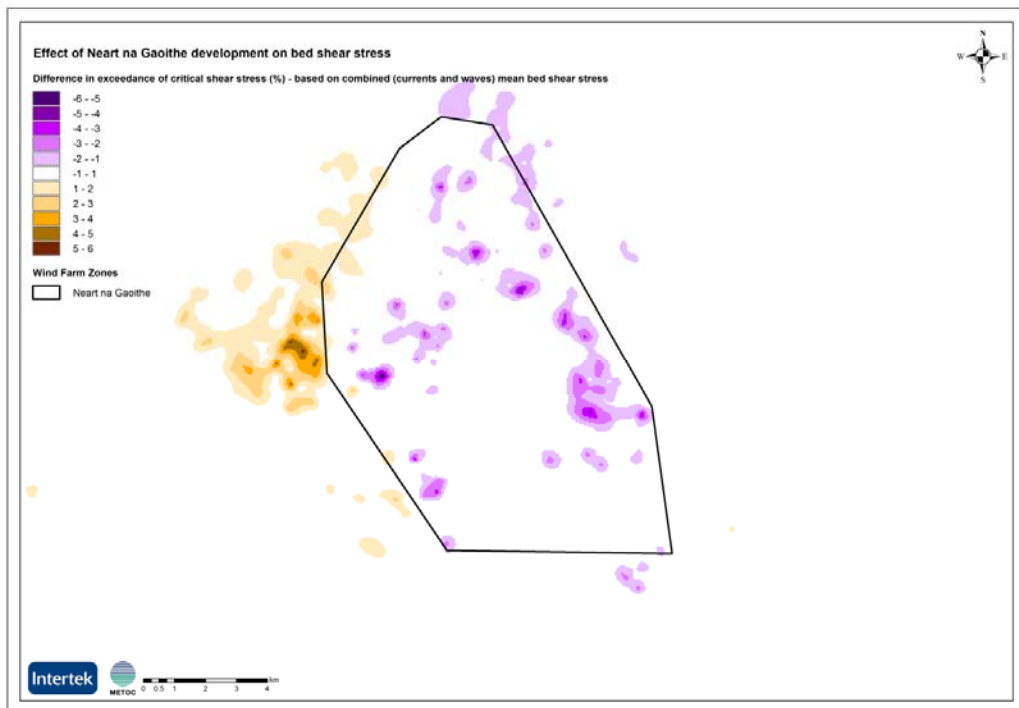 Effect of Neart na Gaoithe development on bed shear stress
Difference in exceedance of critical shear stress (%) - based on combined (currents and waves) mean bed shear stress
-6 - -5
-5 - -4
-4 - -3
-3 - -2
-2 - -1
-1 - 1
1 - 2
2 - 3
3 - 4
4 - 5
5 - 6
Wind Farm Zones
Neart na Gaoithe
N
W E
S
Intertek
METOC
km
0 0.5 1 2 3 4